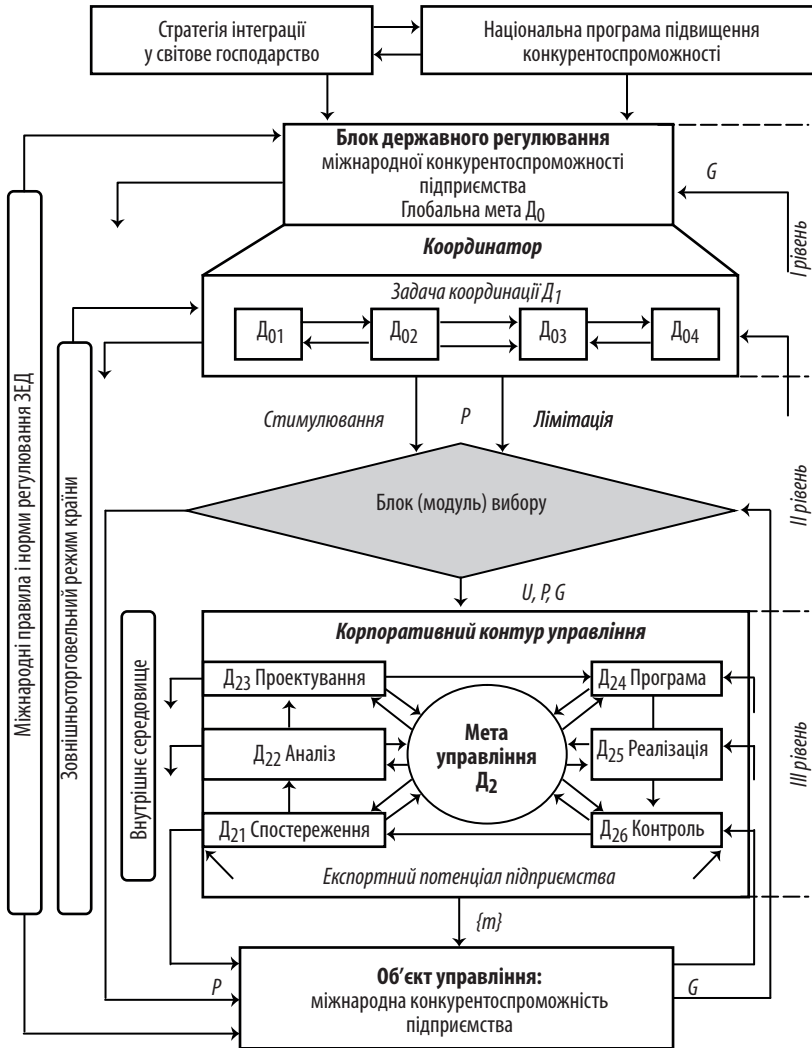 Стратегія інтеграції
у світове господарство
Національна програма підвищення
конкурентоспроможності
Блок державного регулювання
міжнародної конкурентоспроможності
підприємства
Глобальна мета Д0
G
I рівень
Координатор
Задача координації Д1
Д01
Д02
Д03
Д04
Стимулювання
P
Лімітація
Блок (модуль) вибору
II рівень
U, P, G
Міжнародні правила і норми регулювання ЗЕД
Зовнішньоторговельний режим країни
Внутрішнє середовище
Корпоративний контур управління
Д23 Проектування
Д24 Програма
Мета
управління
Д2
Д22 Аналіз
Д25 Реалізація
Д21 Спостереження
Д26 Контроль
Експортний потенціал підприємства
III рівень
{m}
P
Об’єкт управління:
міжнародна конкурентоспроможність
підприємства
G